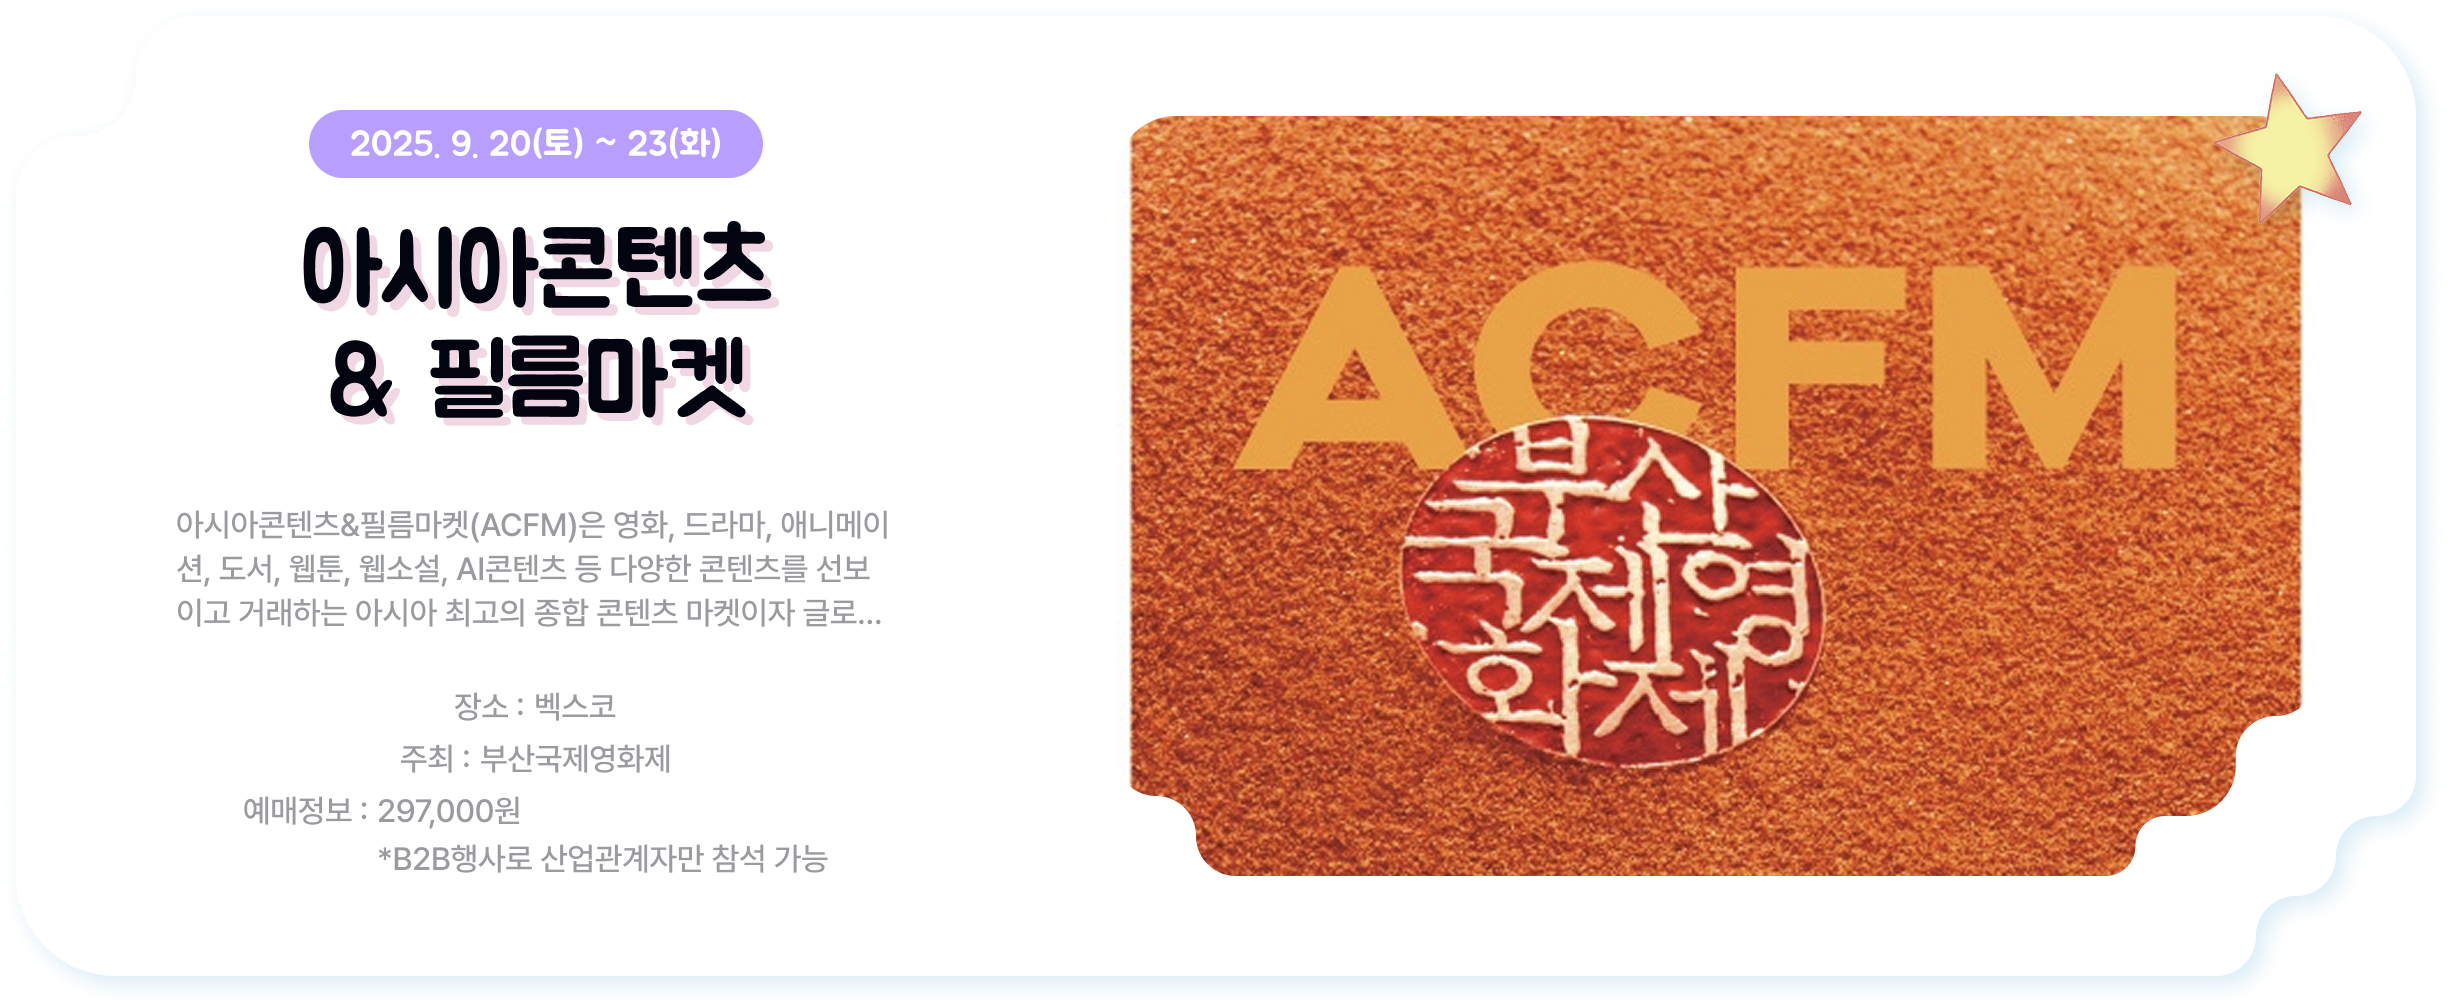 2025. 9. 20(토) ~ 23(화)
아시아콘텐츠
& 필름마켓
아시아콘텐츠&필름마켓(ACFM)은 영화, 드라마, 애니메이
션, 도서, 웹툰, 웹소설, AI콘텐츠 등 다양한 콘텐츠를 선보
이고 거래하는 아시아 최고의 종합 콘텐츠 마켓이자 글로...
장소 : 벡스코
주최 : 부산국제영화제
예매정보 : 297,000원
*B2B행사로 산업관계자만 참석 가능
ACFM
부산
국제영
화제